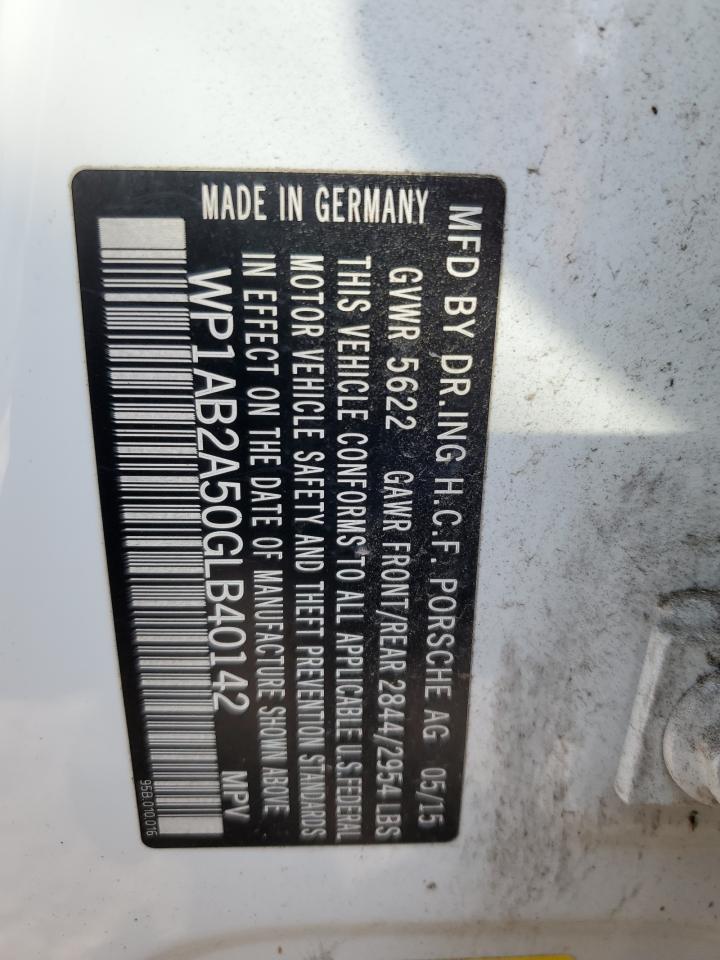 MFD BY DR.ING H.C.F. PORSCHE AG 05/15
GVWR 5622 GAWR FRONT/REAR 2844/2954 LBS
THIS VEHICLE CONFORMS TO ALL APPLICABLE U.S.FEDERAL
MOTOR VEHICLE SAFETY AND THEFT PREVENTION STANDARDS
IN EFFECT ON THE DATE OF MANUFACTURE SHOWN ABOVE
WP1AB2A50GLB40142 MPV
95B.010.016
MADE IN GERMANY